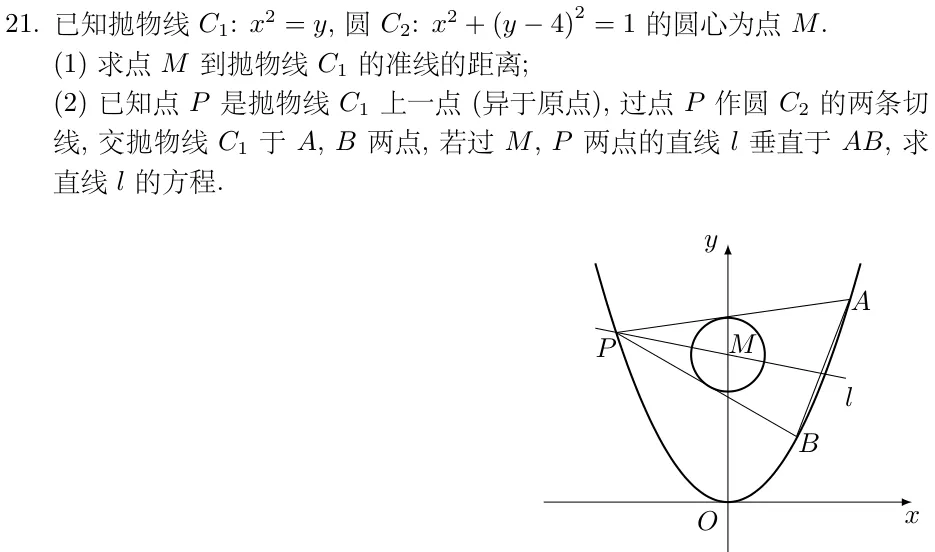 21. 已知抛物线 C₁: x² = y, 圆 C₂: x² + (y − 4)² = 1 的圆心为点 M.
(1) 求点 M 到抛物线 C₁ 的准线的距离;
(2) 已知点 P 是抛物线 C₁ 上一点 (异于原点), 过点 P 作圆 C₂ 的两条切
线, 交抛物线 C₁ 于 A, B 两点, 若过 M, P 两点的直线 l 垂直于 AB, 求
直线 l 的方程.
y
A
M
P
l
B
O
x